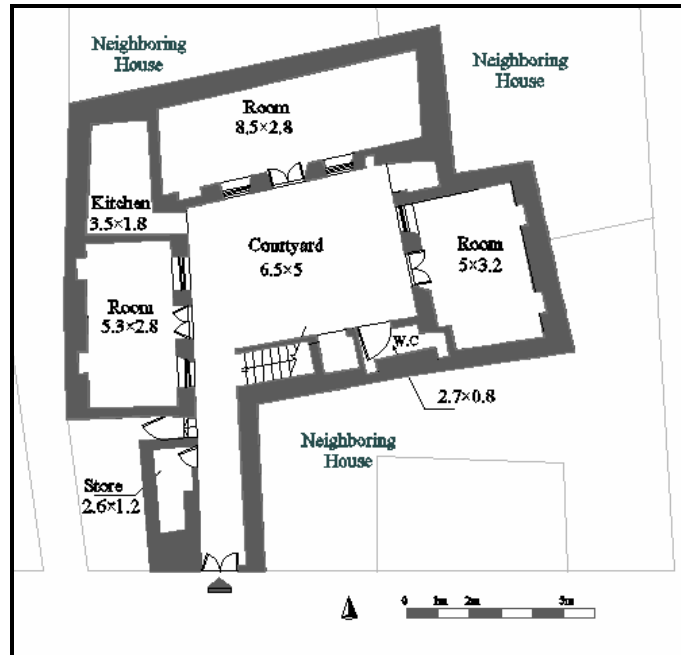 Neighboring
House
Neighboring
House
Room
8.5×2.8
Kitchen
3.5×1.8
Courtyard
6.5×5
Room
5×3.2
Room
5.3×2.8
W.C
2.7×0.8
Neighboring
House
Store
2.6×1.2
0 1m 2m 5m